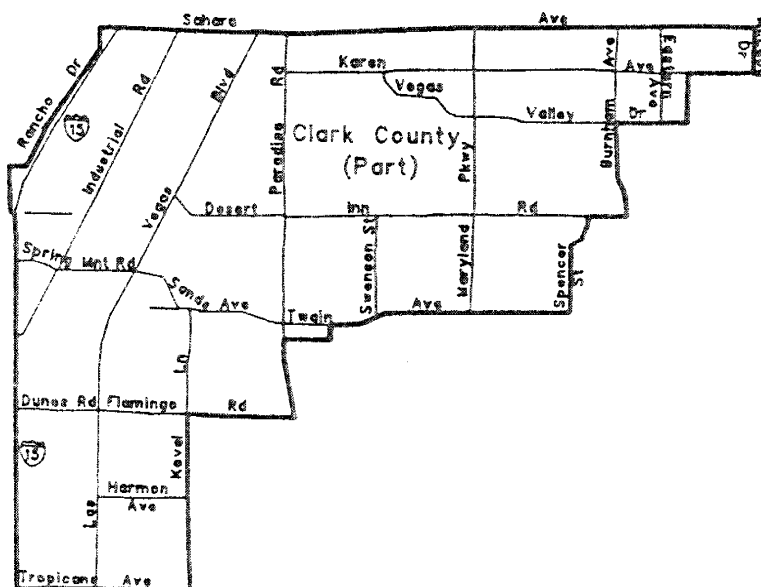 Sahara Ave
Rancho Dr
15
Industrial Rd
Vegas Blvd
Paradise Rd
Karen Ave
Vegas Valley Dr
Eastern Ave
Burnham Ave
Dr
Clark County
(Part)
Maryland Pkwy
Desert Inn Rd
Swenson St
Spencer St
Spring Mnt Rd
Sands Ave
Twain Ave
Dunes Rd Flamingo Rd
Koval Ln
15
Harmon Ave
Las
Tropicana Ave